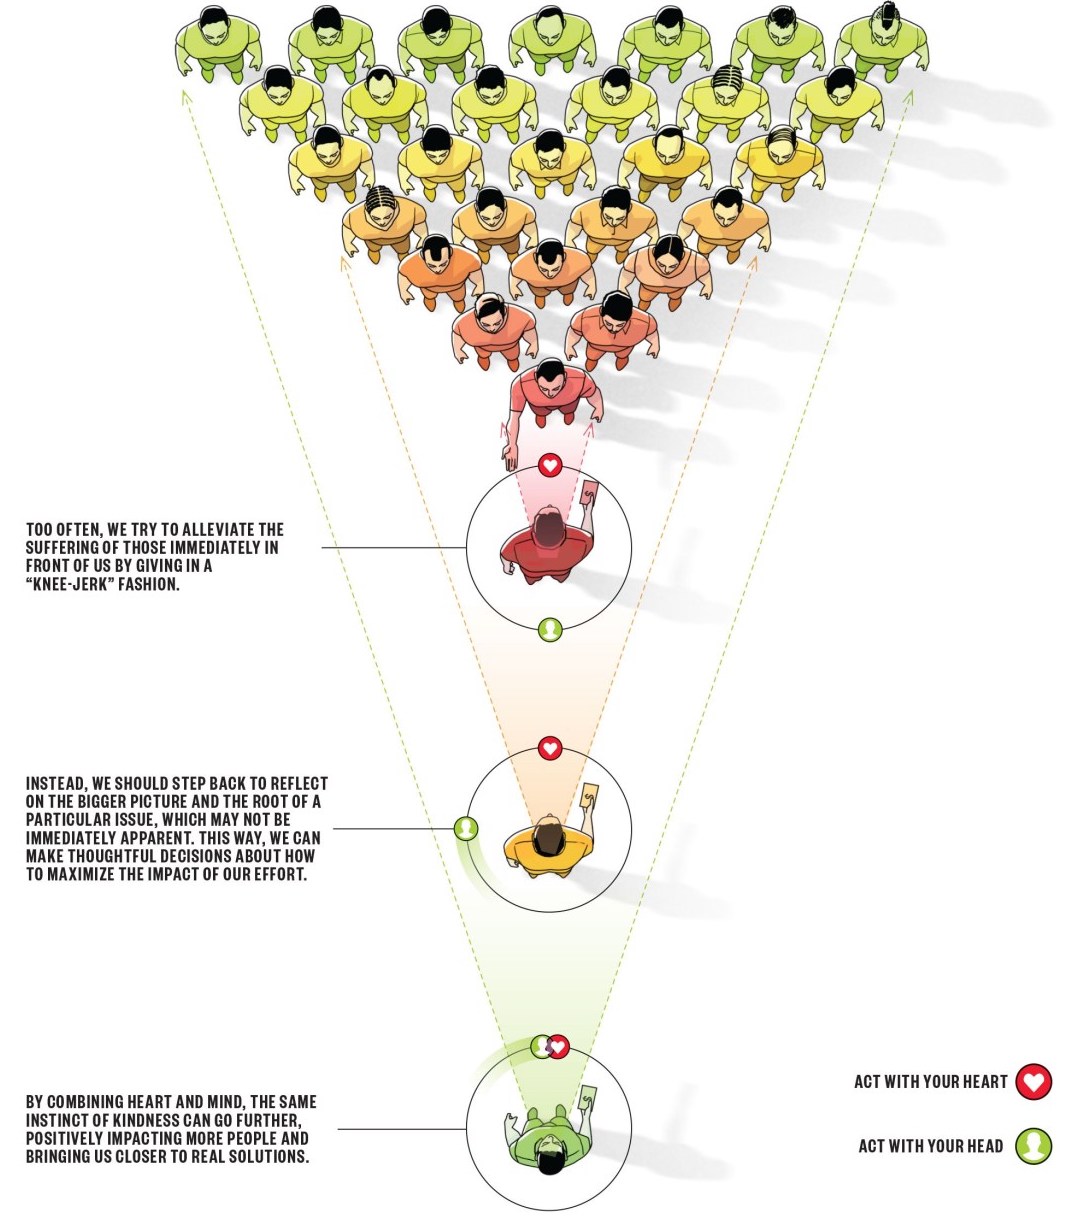 TOO OFTEN, WE TRY TO ALLEVIATE THE
SUFFERING OF THOSE IMMEDIATELY IN
FRONT OF US BY GIVING IN A
“KNEE-JERK” FASHION.
INSTEAD, WE SHOULD STEP BACK TO REFLECT
ON THE BIGGER PICTURE AND THE ROOT OF A
PARTICULAR ISSUE, WHICH MAY NOT BE
IMMEDIATELY APPARENT. THIS WAY, WE CAN
MAKE THOUGHTFUL DECISIONS ABOUT HOW
TO MAXIMIZE THE IMPACT OF OUR EFFORT.
BY COMBINING HEART AND MIND, THE SAME
INSTINCT OF KINDNESS CAN GO FURTHER,
POSITIVELY IMPACTING MORE PEOPLE AND
BRINGING US CLOSER TO REAL SOLUTIONS.
ACT WITH YOUR HEART
ACT WITH YOUR HEAD